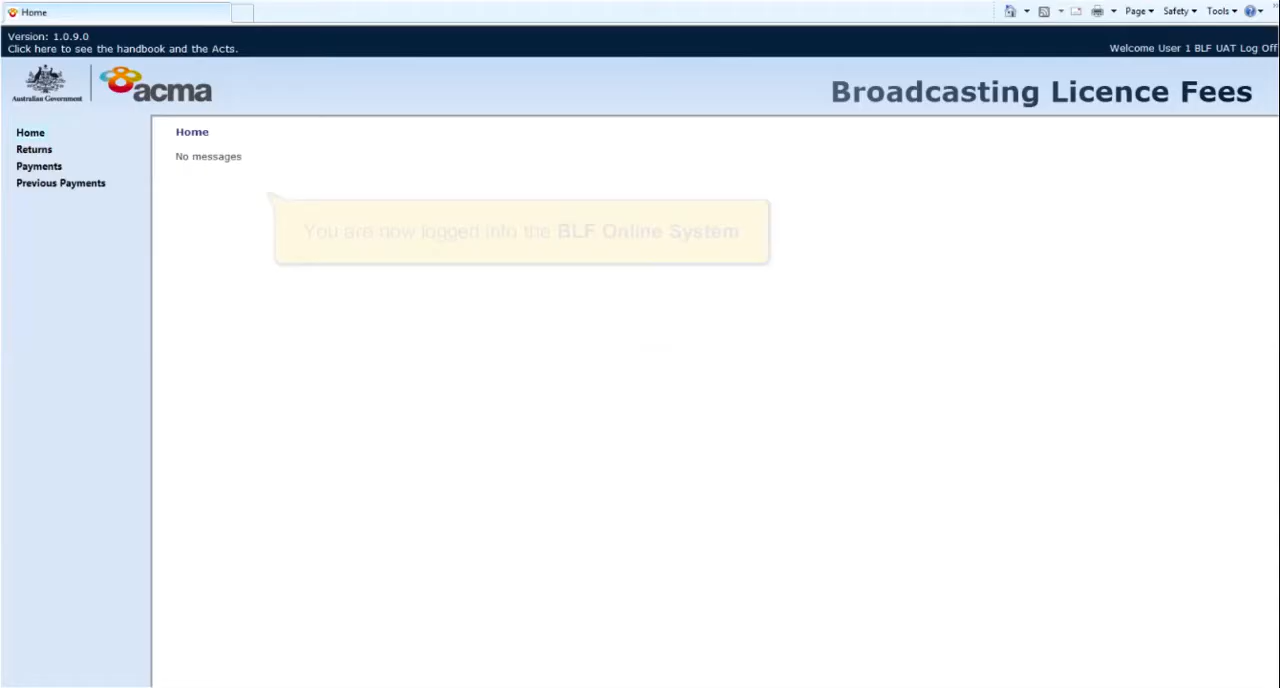 Home
Page
Safety
Tools
Version: 1.0.9.0
Click here to see the handbook and the Acts.
Welcome User 1 BLF UAT Log Off
Australian Government
acma
Broadcasting Licence Fees
Home
Returns
Payments
Previous Payments
Home
No messages
You are now logged into the BLF Online System